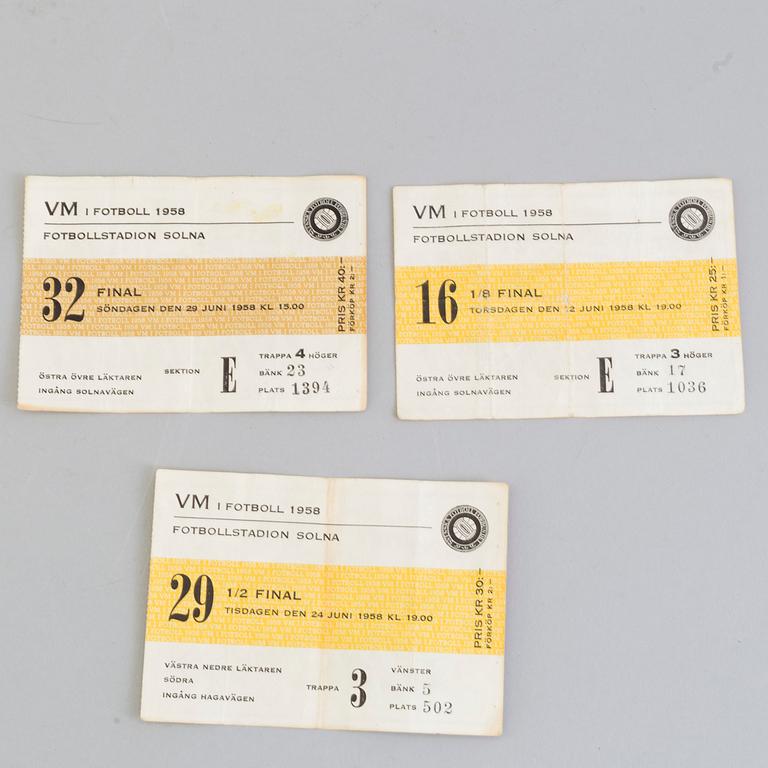 VM I FOTBOLL 1958
FOTBOLLSTADION SOLNA
32 FINAL
SÖNDAGEN DEN 29 JUNI 1958 KL 15.00
PRIS KR 40:-
FÖRKÖP KR 2:-
ÖSTRA ÖVRE LÄKTAREN
INGÅNG SOLNAVÄGEN
SEKTION E
TRAPPA 4 HÖGER
BÄNK 23
PLATS 1394
VM I FOTBOLL 1958
FOTBOLLSTADION SOLNA
16 1/8 FINAL
TORSDAGEN DEN 12 JUNI 1958 KL 19.00
PRIS KR 25:-
FÖRKÖP KR 1:-
ÖSTRA ÖVRE LÄKTAREN
INGÅNG SOLNAVÄGEN
SEKTION E
TRAPPA 3 HÖGER
BÄNK 17
PLATS 1036
VM I FOTBOLL 1958
FOTBOLLSTADION SOLNA
29 1/2 FINAL
TISDAGEN DEN 24 JUNI 1958 KL 19.00
PRIS KR 30:-
FÖRKÖP KR 2:-
VÄSTRA NEDRE LÄKTAREN
SÖDRA
INGÅNG HAGAVÄGEN
TRAPPA 3
VÄNSTER
BÄNK 5
PLATS 502